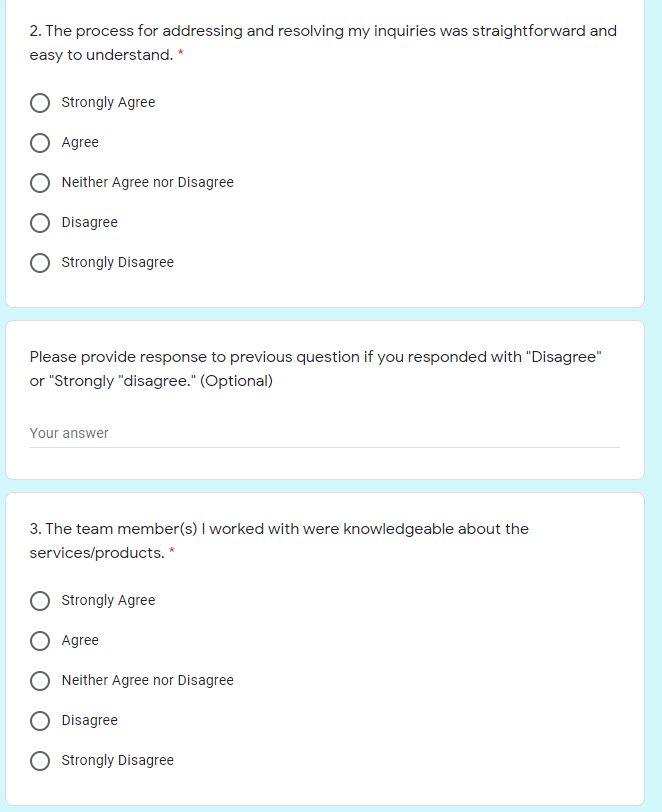 2. The process for addressing and resolving my inquiries was straightforward and
easy to understand. *
Strongly Agree
Agree
Neither Agree nor Disagree
Disagree
Strongly Disagree
Please provide response to previous question if you responded with "Disagree"
or "Strongly "disagree." (Optional)
Your answer
3. The team member(s) I worked with were knowledgeable about the
services/products. *
Strongly Agree
Agree
Neither Agree nor Disagree
Disagree
Strongly Disagree